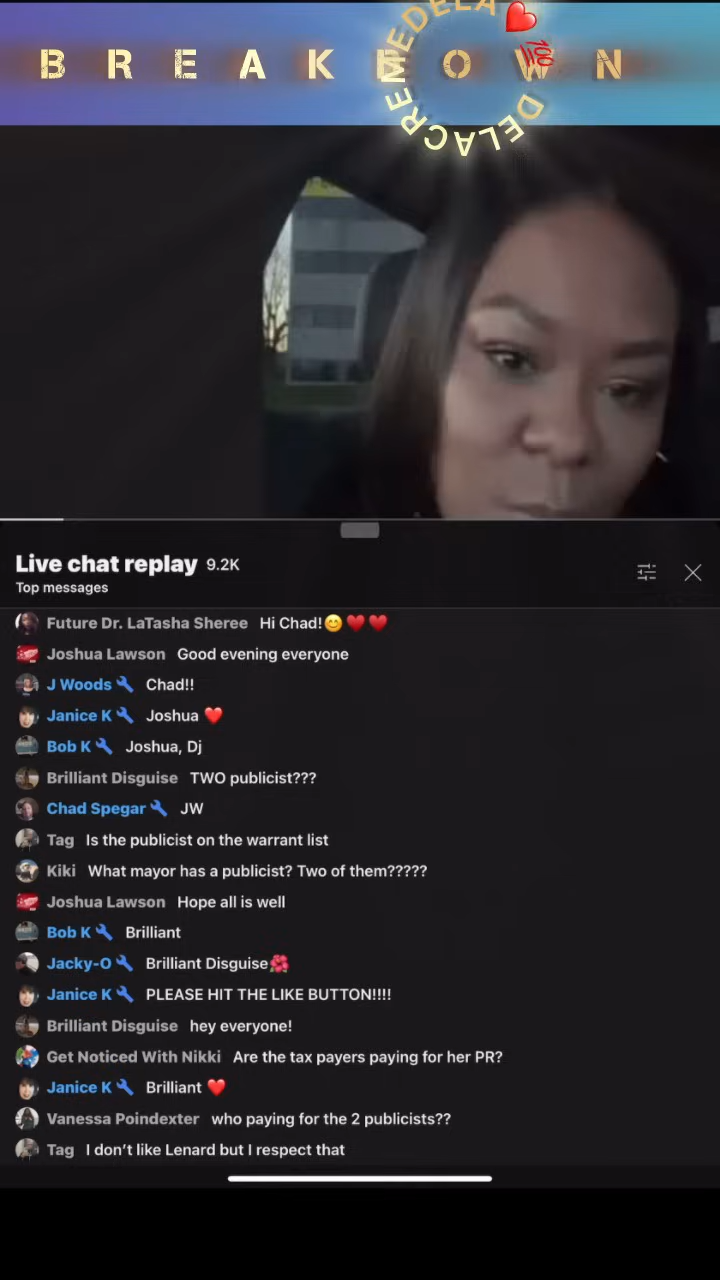 BREAKDOWN
DELACREMEDELA
Live chat replay 9.2K
Top messages
Future Dr. LaTasha Sheree Hi Chad!😊❤️❤️
Joshua Lawson Good evening everyone
J Woods Chad!!
Janice K Joshua ❤️
Bob K Joshua, Dj
Brilliant Disguise TWO publicist???
Chad Spegar JW
Tag Is the publicist on the warrant list
Kiki What mayor has a publicist? Two of them?????
Joshua Lawson Hope all is well
Bob K Brilliant
Jacky-O Brilliant Disguise🌺
Janice K PLEASE HIT THE LIKE BUTTON!!!!
Brilliant Disguise hey everyone!
Get Noticed With Nikki Are the tax payers paying for her PR?
Janice K Brilliant ❤️
Vanessa Poindexter who paying for the 2 publicists??
Tag I don’t like Lenard but I respect that